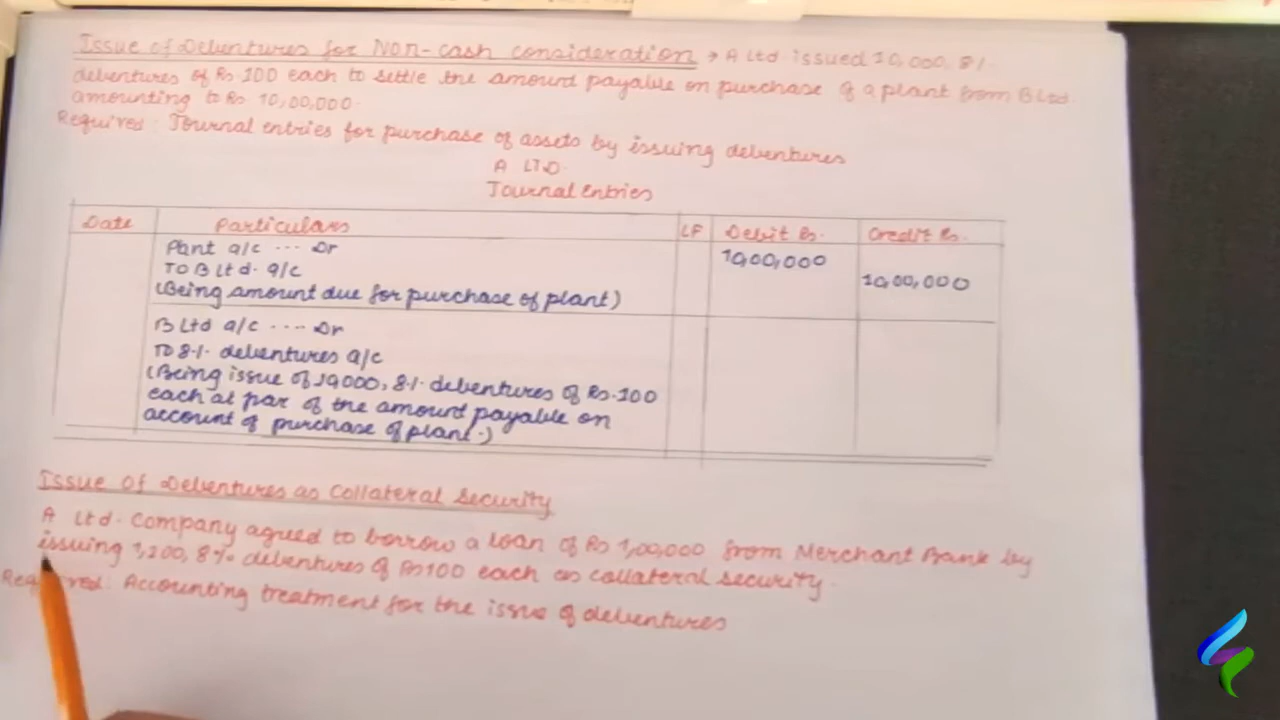 Issue of Debentures for Non-cash consideration → A Ltd issued 10,000, 8%
debentures of Rs 100 each to settle the amount payable on purchase of a plant from B Ltd.
amounting to Rs 10,00,000.
Required: Journal entries for purchase of assets by issuing debentures
A LTD.
Journal Entries
Date Particulars LF Debit Rs. Credit Rs.
Pant a/c ... Dr 10,00,000
To B Ltd. a/c 10,00,000
(Being amount due for purchase of plant)
B Ltd a/c .... Dr
To 8% debentures a/c
(Being issue of 10,000, 8% debentures of Rs.100
each at par of the amount payable on
account of purchase of plant.)
Issue of Debentures as Collateral Security
A Ltd. Company agreed to borrow a loan of Rs 1,00,000 from Merchant Bank by
issuing 1,200, 8% debentures of Rs100 each as collateral security.
Required: Accounting treatment for the issue of debentures